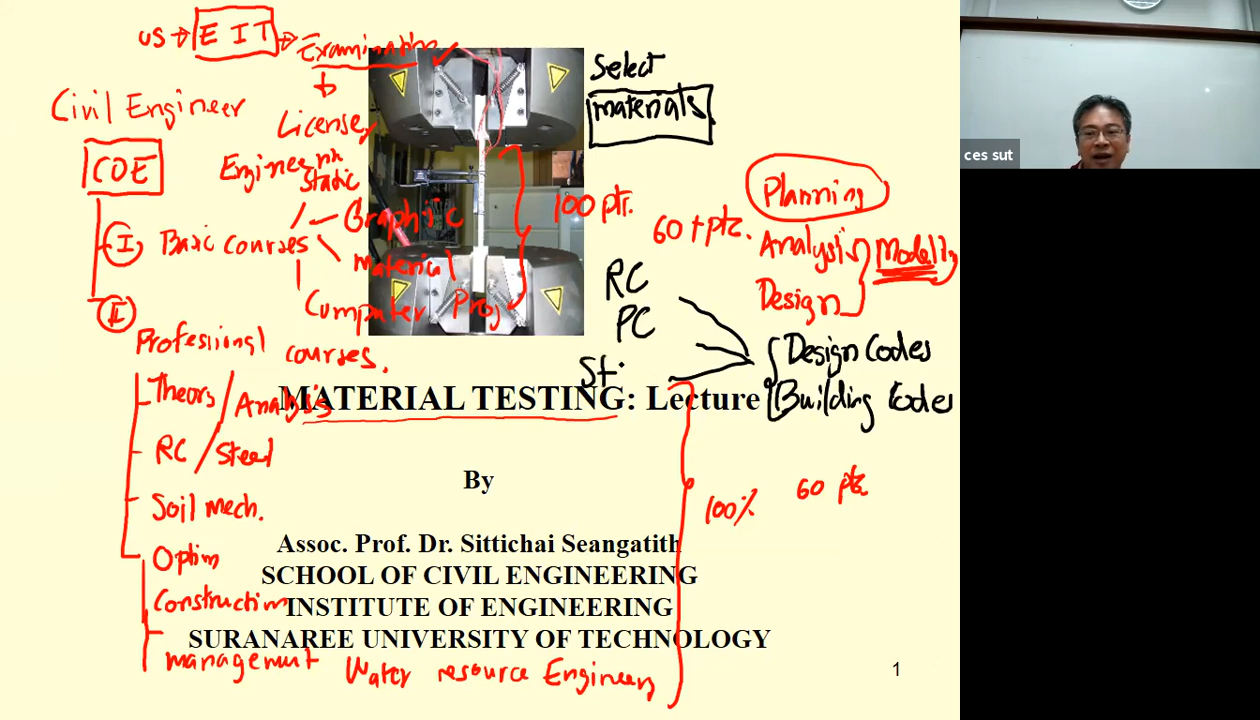 US → EIT → Examination
Select
materials
Civil Engineer
License
COE
Engineering
Static
Planning
I Basic courses
Graphic
100 pts.
60+ pts.
Analysis
Modelling
material
RC
Design
Computer Prog
II
PC
Professional courses.
Design Codes
St.
Theory / Analysis
MATERIAL TESTING: Lecture
Building Codes
RC / Steel
By
Soil mech.
100%
60 pts
Optim
Assoc. Prof. Dr. Sittichai Seangatith
SCHOOL OF CIVIL ENGINEERING
Construction
INSTITUTE OF ENGINEERING
SURANAREE UNIVERSITY OF TECHNOLOGY
management
Water resource Engineering
1
ces sut